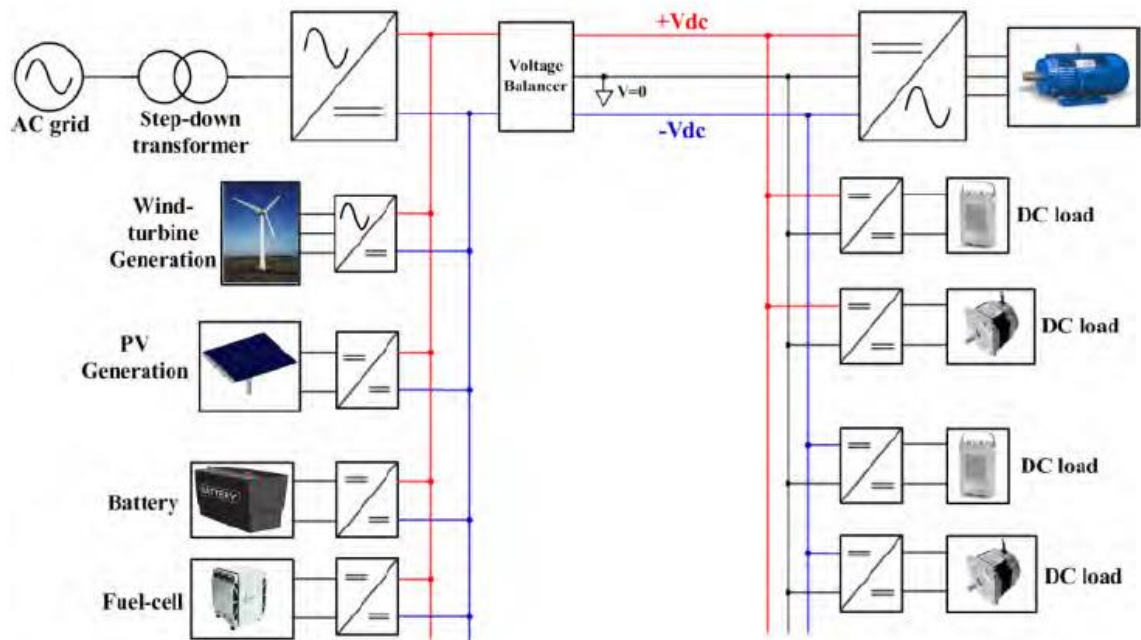 +Vdc
Voltage
Balancer
V=0
-Vdc
AC grid
Step-down
transformer
Wind-
turbine
Generation
DC load
PV
Generation
DC load
BATTERY
Battery
DC load
Fuel-cell
DC load